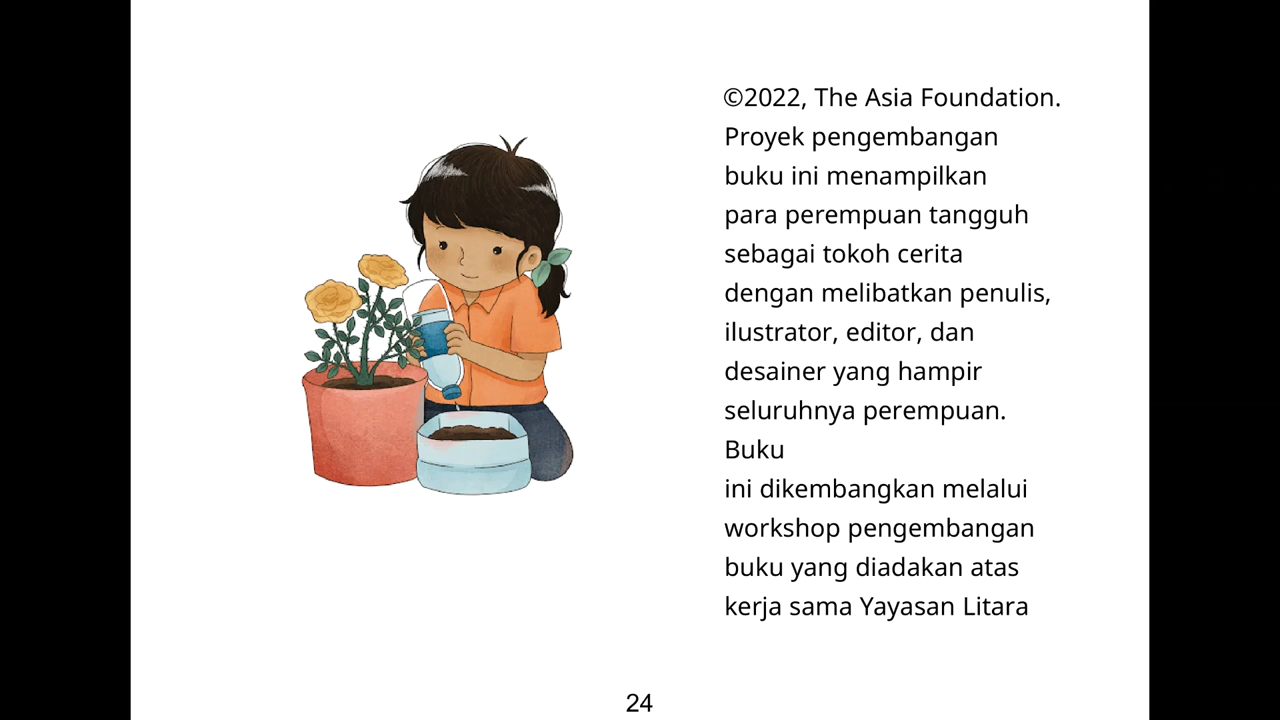 ©2022, The Asia Foundation.
Proyek pengembangan
buku ini menampilkan
para perempuan tangguh
sebagai tokoh cerita
dengan melibatkan penulis,
ilustrator, editor, dan
desainer yang hampir
seluruhnya perempuan.
Buku
ini dikembangkan melalui
workshop pengembangan
buku yang diadakan atas
kerja sama Yayasan Litara
24